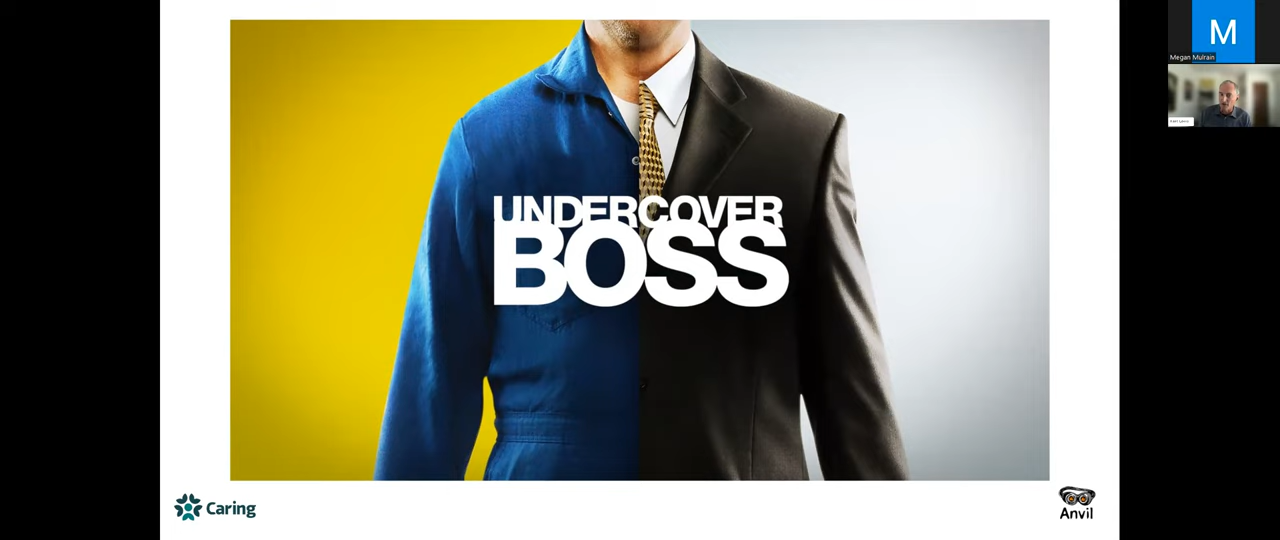 UNDERCOVER
BOSS
Caring
Anvil
M
Megan Mulrain